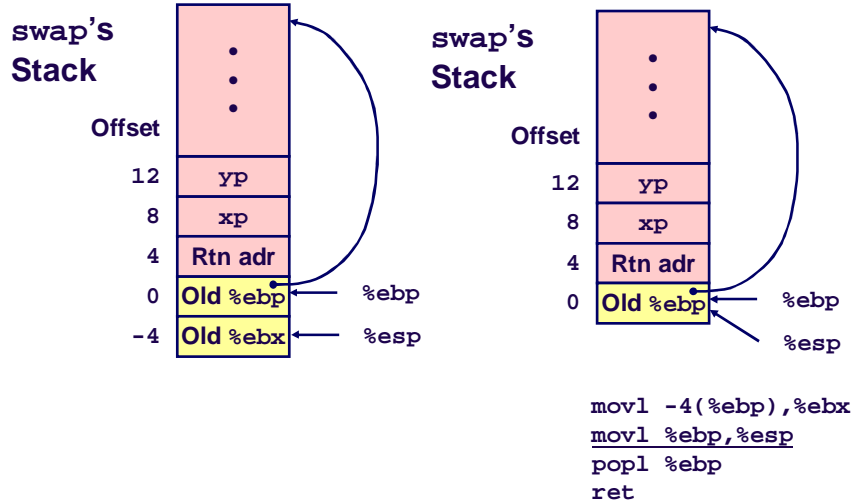 swap's
Stack
Offset
12 yp
8 xp
4 Rtn adr
0 Old %ebp %ebp
-4 Old %ebx %esp
swap's
Stack
Offset
12 yp
8 xp
4 Rtn adr
0 Old %ebp %ebp
%esp
movl -4(%ebp),%ebx
movl %ebp,%esp
popl %ebp
ret